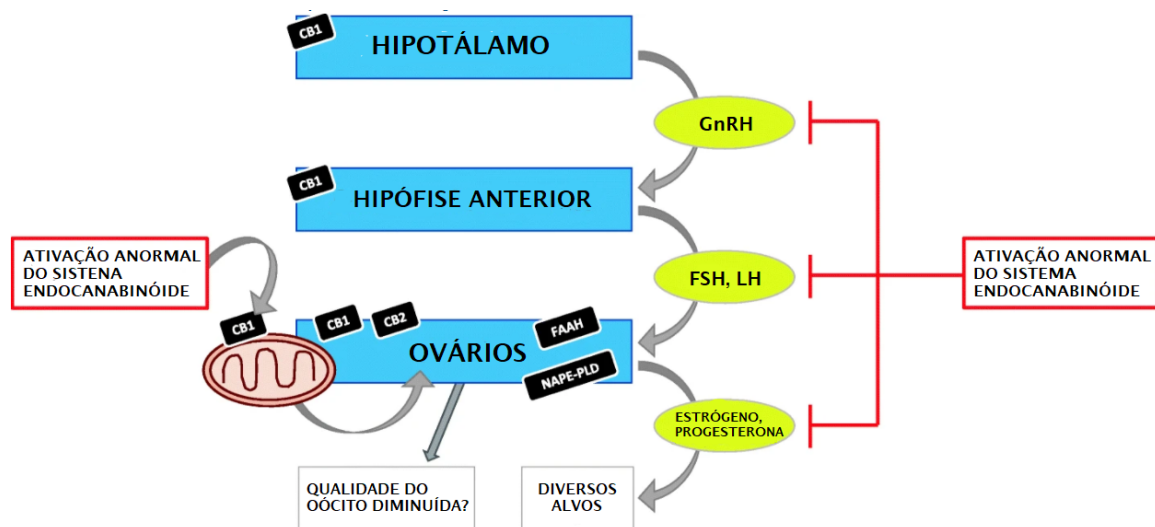 CB1
HIPOTÁLAMO
GnRH
CB1
HIPÓFISE ANTERIOR
ATIVAÇÃO ANORMAL
DO SISTENA
ENDOCANABINÓIDE
FSH, LH
ATIVAÇÃO ANORMAL
DO SISTEMA
ENDOCANABINÓIDE
CB1
CB1
CB2
FAAH
OVÁRIOS
NAPE-PLD
ESTRÓGENO,
PROGESTERONA
QUALIDADE DO
OÓCITO DIMINUÍDA?
DIVERSOS
ALVOS